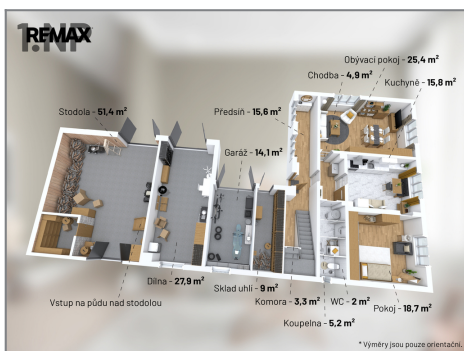 1.NP
REMAX
Obývací pokoj - 25,4 m²
Chodba - 4,9 m²
Kuchyně - 15,8 m²
Stodola - 51,4 m²
Předsíň - 15,6 m²
Garáž - 14,1 m²
Dílna - 27,9 m²
Sklad uhlí - 9 m²
Vstup na půdu nad stodolou
Komora - 3,3 m²
WC - 2 m²
Pokoj - 18,7 m²
Koupelna - 5,2 m²
* Výměry jsou pouze orientační.